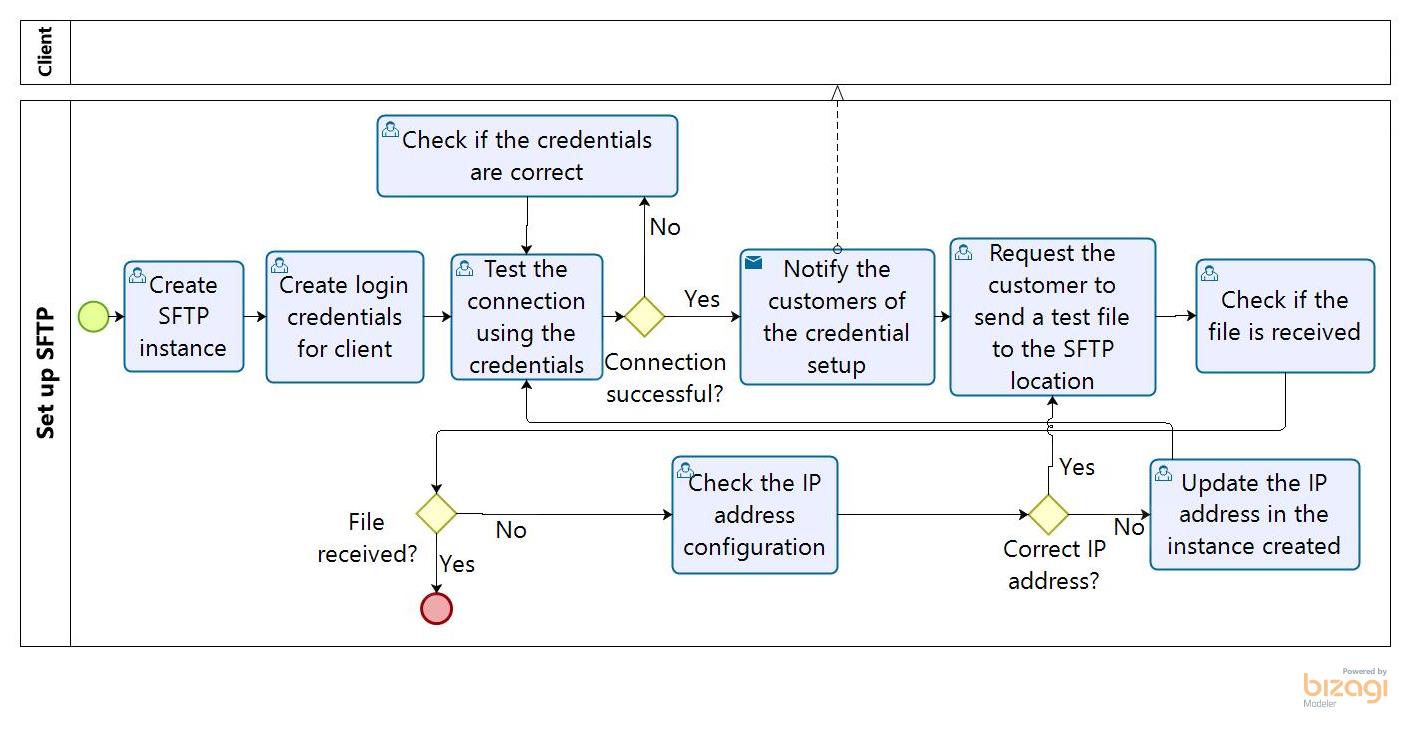 Client
Set up SFTP
Check if the credentials
are correct
No
Create
SFTP
instance
Create login
credentials
for client
Test the
connection
using the
credentials
Connection
successful?
Yes
Notify the
customers of
the credential
setup
Request the
customer to
send a test file
to the SFTP
location
Check if the
file is received
File
received?
No
Yes
Check the IP
address
configuration
Correct IP
address?
Yes
No
Update the IP
address in the
instance created
Powered by
bizagi
Modeler